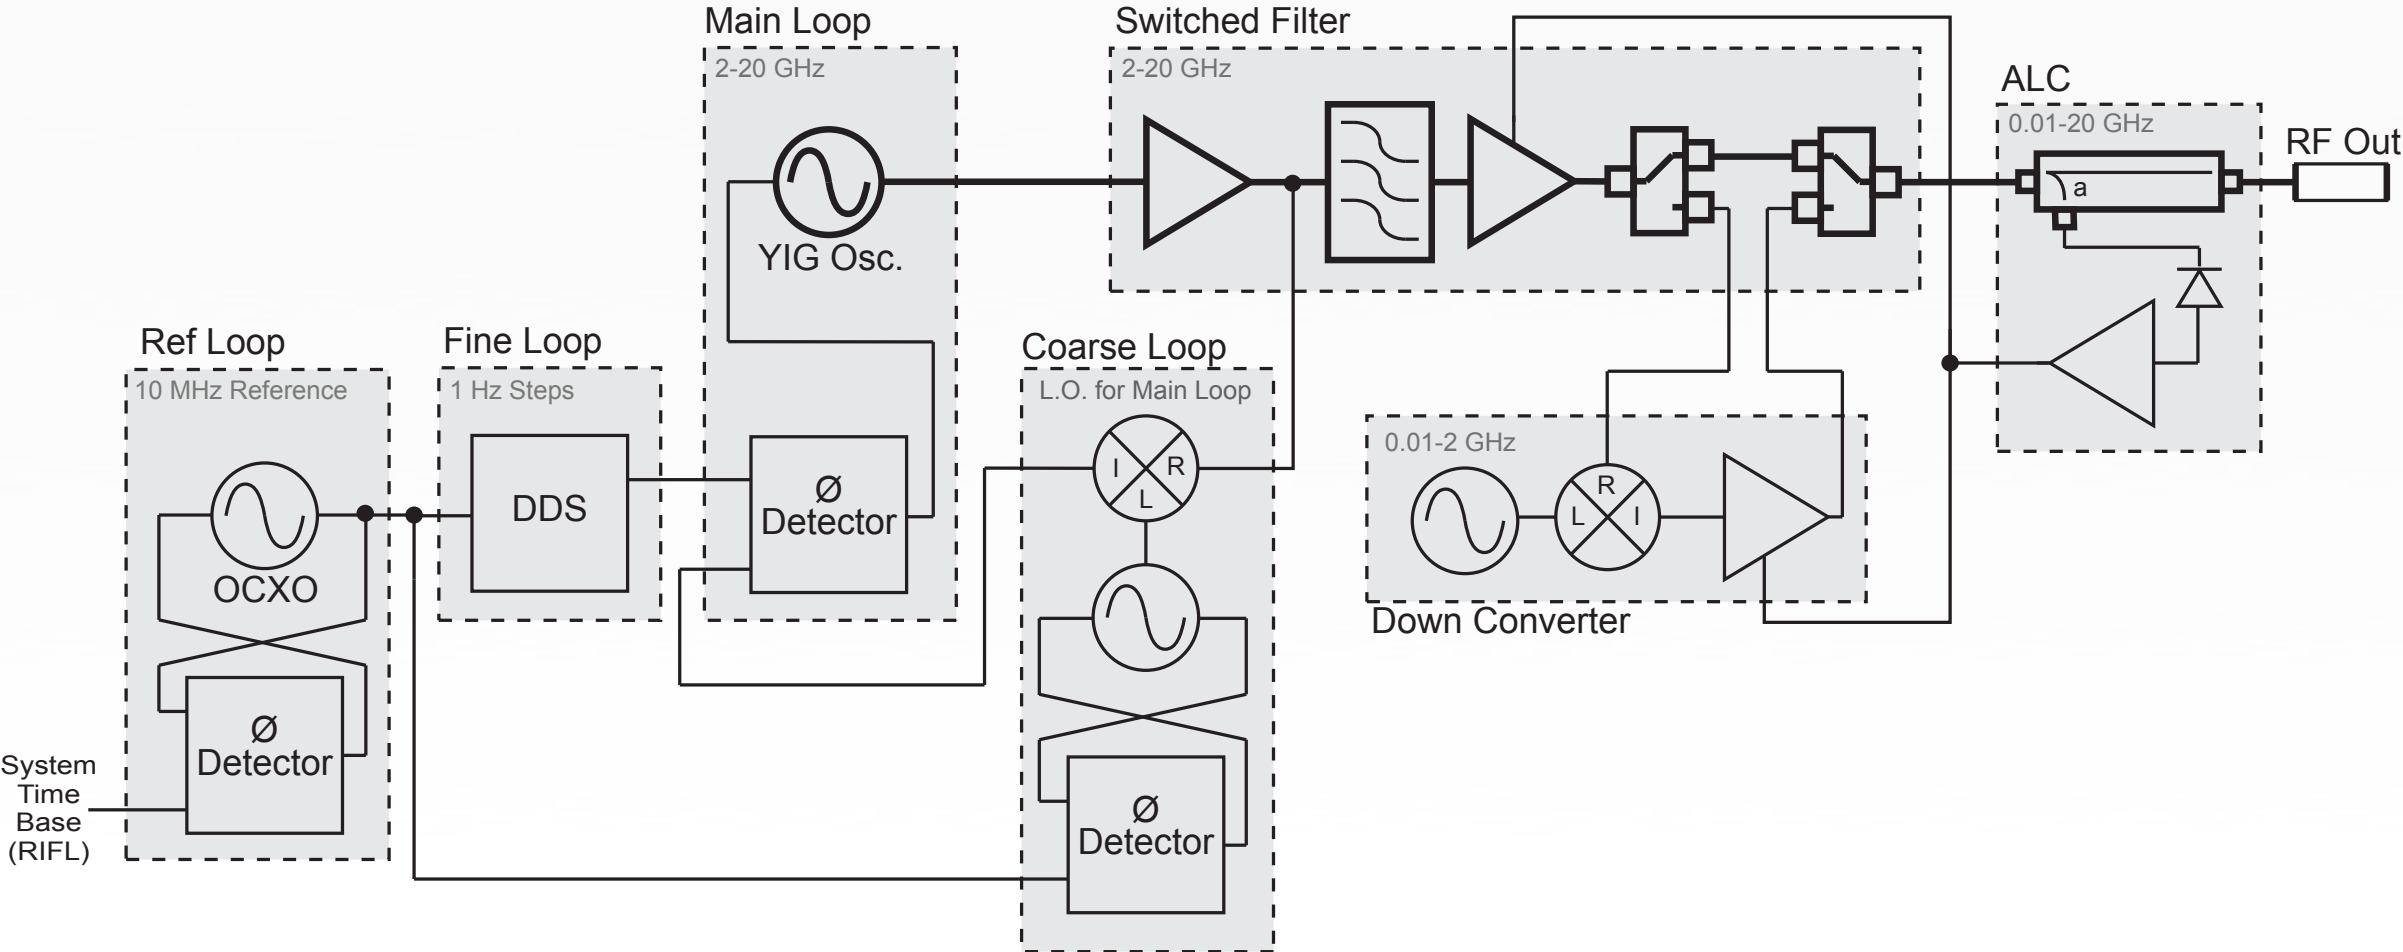 Main Loop
2-20 GHz
YIG Osc.
Ø
Detector
Switched Filter
2-20 GHz
ALC
0.01-20 GHz
a
RF Out
Ref Loop
10 MHz Reference
OCXO
Ø
Detector
System
Time
Base
(RIFL)
Fine Loop
1 Hz Steps
DDS
Coarse Loop
L.O. for Main Loop
I
R
L
Ø
Detector
0.01-2 GHz
R
L
I
Down Converter